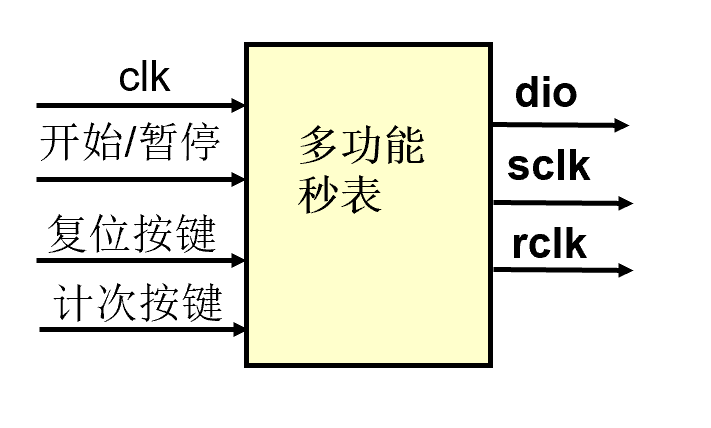 clk
开始/暂停
复位按键
计次按键
多功能
秒表
dio
sclk
rclk